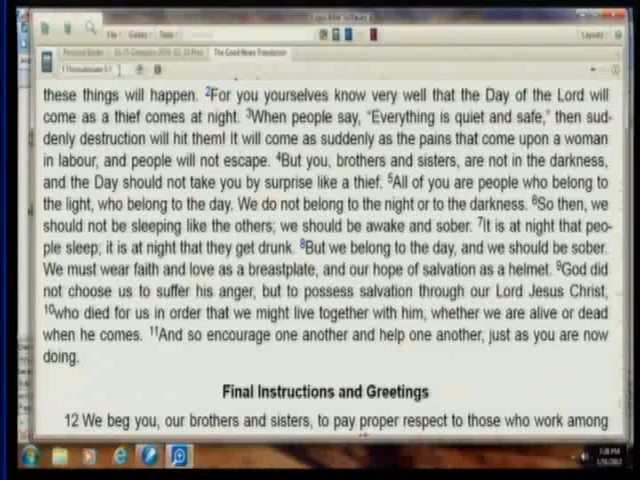 File Guides Tools Layouts
The Good News Translation
these things will happen. 2For you yourselves know very well that the Day of the Lord will
come as a thief comes at night. 3When people say, “Everything is quiet and safe,” then sud-
denly destruction will hit them! It will come as suddenly as the pains that come upon a woman
in labour, and people will not escape. 4But you, brothers and sisters, are not in the darkness,
and the Day should not take you by surprise like a thief. 5All of you are people who belong to
the light, who belong to the day. We do not belong to the night or to the darkness. 6So then, we
should not be sleeping like the others; we should be awake and sober. 7It is at night that peo-
ple sleep; it is at night that they get drunk. 8But we belong to the day, and we should be sober.
We must wear faith and love as a breastplate, and our hope of salvation as a helmet. 9God did
not choose us to suffer his anger, but to possess salvation through our Lord Jesus Christ,
10who died for us in order that we might live together with him, whether we are alive or dead
when he comes. 11And so encourage one another and help one another, just as you are now
doing.
Final Instructions and Greetings
12 We beg you, our brothers and sisters, to pay proper respect to those who work among